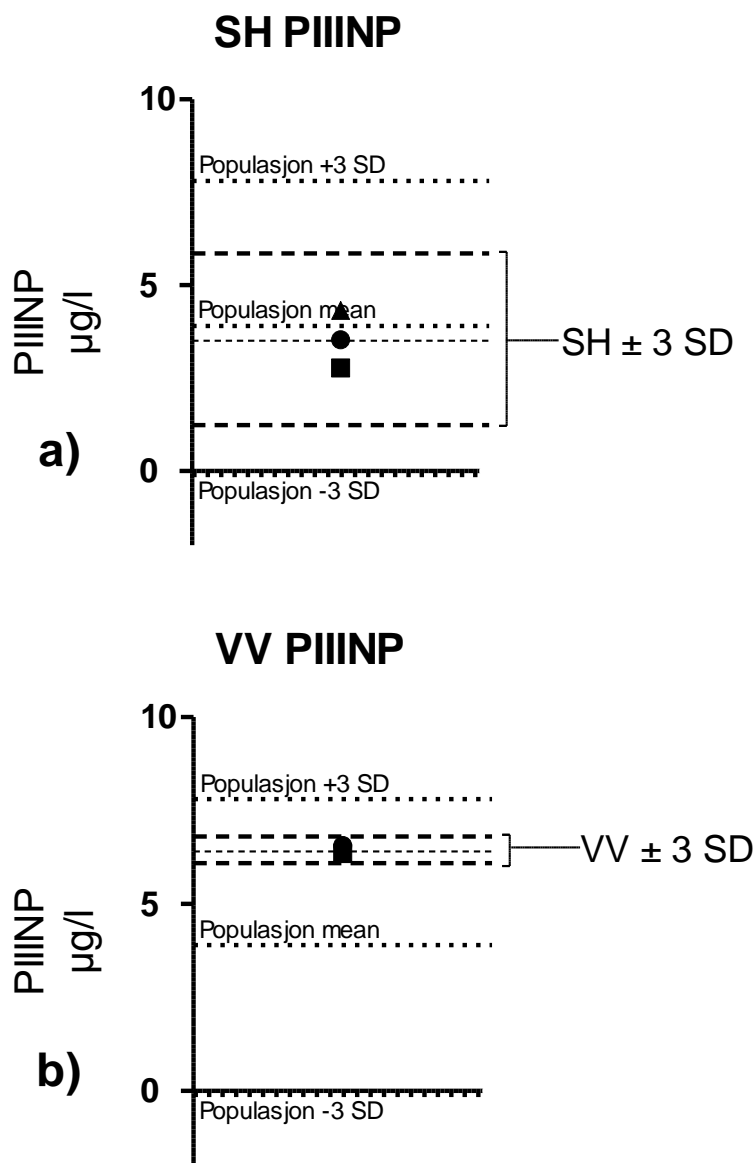 SH PIIINP
10
Populasjon +3 SD
5
Populasjon mean
SH ± 3 SD
PIIINP
µg/l
a)
0
Populasjon -3 SD
VV PIIINP
10
Populasjon +3 SD
VV ± 3 SD
5
Populasjon mean
PIIINP
µg/l
b)
0
Populasjon -3 SD